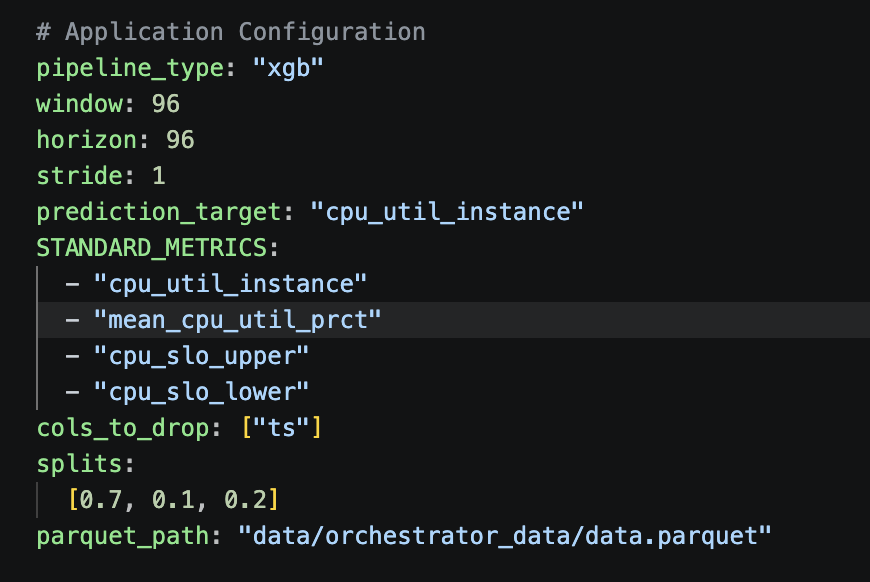 # Application Configuration
pipeline_type: "xgb"
window: 96
horizon: 96
stride: 1
prediction_target: "cpu_util_instance"
STANDARD_METRICS:
  - "cpu_util_instance"
  - "mean_cpu_util_prct"
  - "cpu_slo_upper"
  - "cpu_slo_lower"
cols_to_drop: ["ts"]
splits:
  [0.7, 0.1, 0.2]
parquet_path: "data/orchestrator_data/data.parquet"